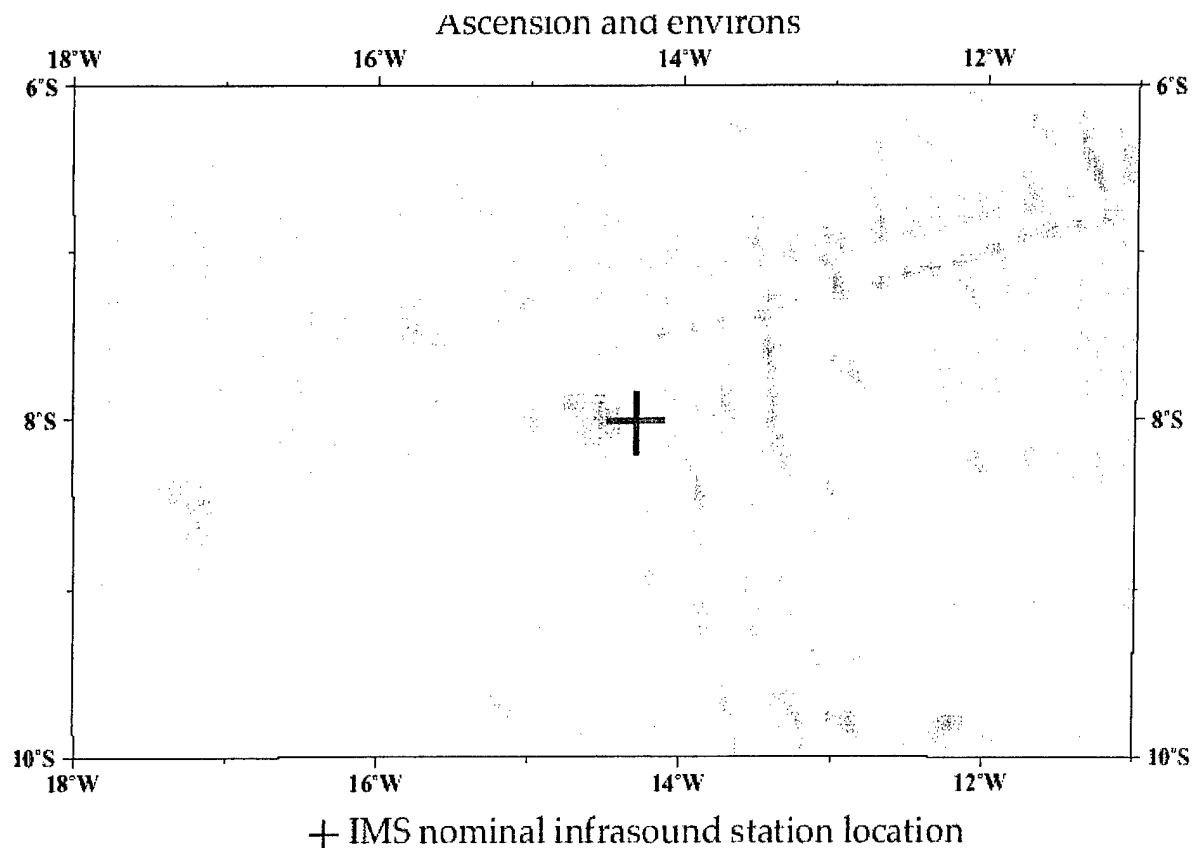 Ascension and environs
18°W 16°W 14°W 12°W
6°S 6°S
8°S 8°S
10°S 10°S
18°W 16°W 14°W 12°W
+ IMS nominal infrasound station location